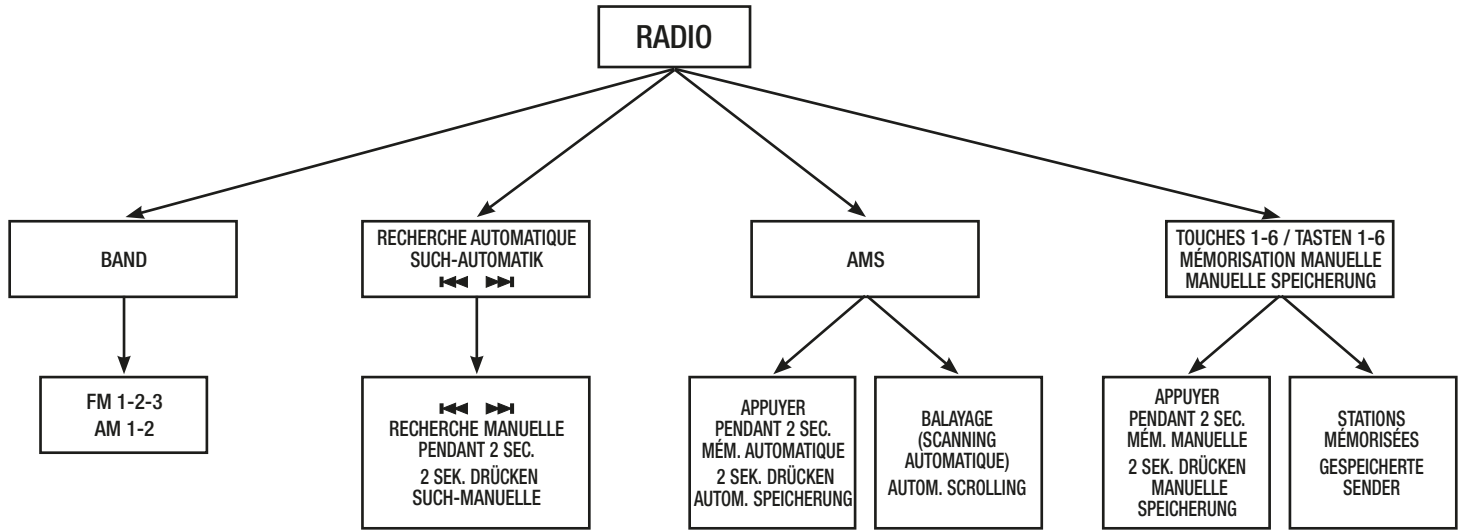 RADIO
BAND
RECHERCHE AUTOMATIQUE
SUCH-AUTOMATIK
AMS
TOUCHES 1-6 / TASTEN 1-6
MÉMORISATION MANUELLE
MANUELLE SPEICHERUNG
FM 1-2-3
AM 1-2
RECHERCHE MANUELLE
PENDANT 2 SEC.
2 SEK. DRÜCKEN
SUCH-MANUELLE
APPUYER
PENDANT 2 SEC.
MÉM. AUTOMATIQUE
2 SEK. DRÜCKEN
AUTOM. SPEICHERUNG
BALAYAGE
(SCANNING
AUTOMATIQUE)
AUTOM. SCROLLING
APPUYER
PENDANT 2 SEC.
MÉM. MANUELLE
2 SEK. DRÜCKEN
MANUELLE
SPEICHERUNG
STATIONS
MÉMORISÉES
GESPEICHERTE
SENDER